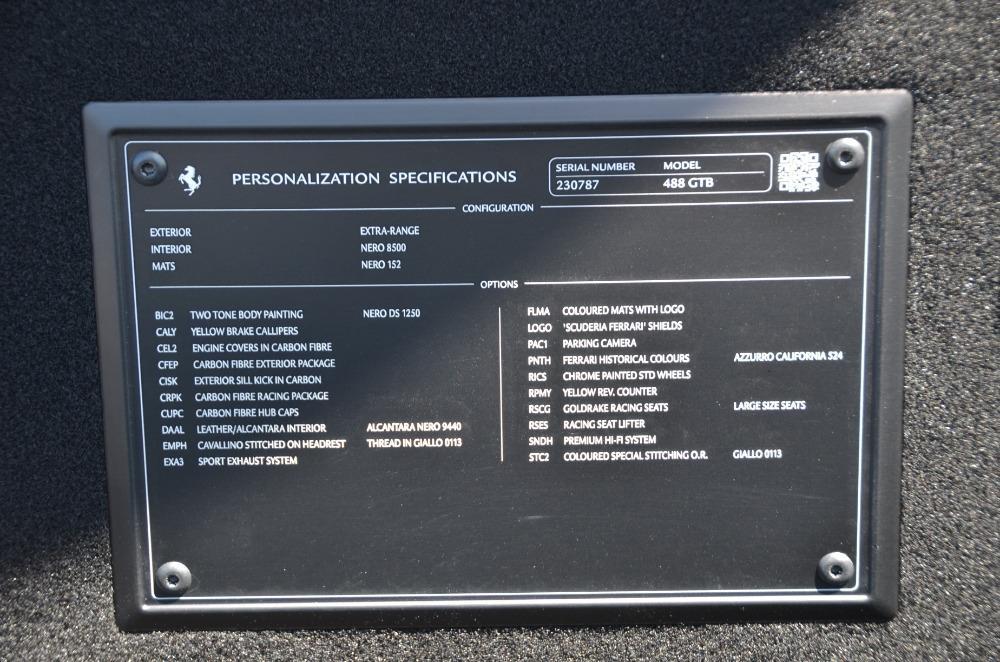 PERSONALIZATION SPECIFICATIONS
SERIAL NUMBER MODEL
230787 488 GTB
CONFIGURATION
EXTERIOR EXTRA-RANGE
INTERIOR NERO 8500
MATS NERO 152
OPTIONS
BIC2 TWO TONE BODY PAINTING NERO DS 1250
CALY YELLOW BRAKE CALLIPERS
CEL2 ENGINE COVERS IN CARBON FIBRE
CFEP CARBON FIBRE EXTERIOR PACKAGE
CISK EXTERIOR SILL KICK IN CARBON
CRPK CARBON FIBRE RACING PACKAGE
CUPC CARBON FIBRE HUB CAPS
DAAL LEATHER/ALCANTARA INTERIOR ALCANTARA NERO 9440
EMPH CAVALLINO STITCHED ON HEADREST THREAD IN GIALLO 0113
EXA3 SPORT EXHAUST SYSTEM
FLMA COLOURED MATS WITH LOGO
LOGO 'SCUDERIA FERRARI' SHIELDS
PAC1 PARKING CAMERA
PNTH FERRARI HISTORICAL COLOURS AZZURRO CALIFORNIA 524
RICS CHROME PAINTED STD WHEELS
RPMY YELLOW REV. COUNTER
RSCG GOLDRAKE RACING SEATS LARGE SIZE SEATS
RSES RACING SEAT LIFTER
SNDH PREMIUM HI-FI SYSTEM
STC2 COLOURED SPECIAL STITCHING O.R. GIALLO 0113